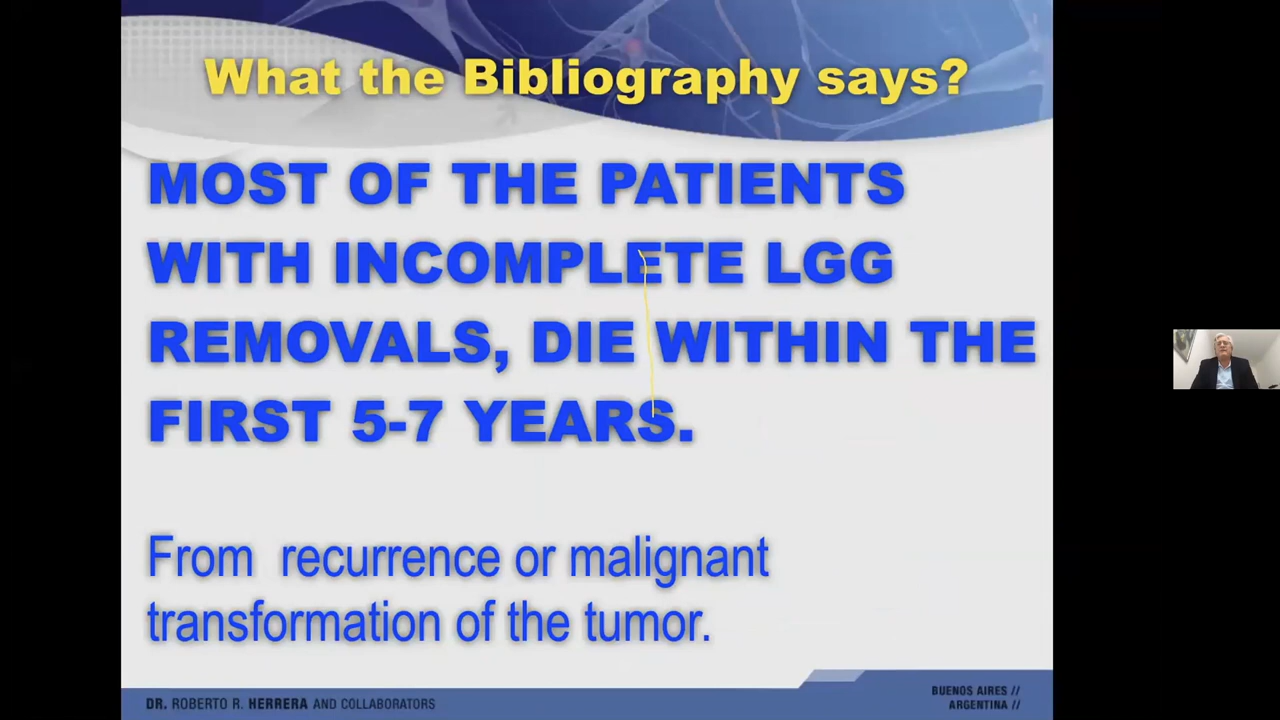 What the Bibliography says?
MOST OF THE PATIENTS
WITH INCOMPLETE LGG
REMOVALS, DIE WITHIN THE
FIRST 5-7 YEARS.
From recurrence or malignant
transformation of the tumor.
DR. ROBERTO R. HERRERA AND COLLABORATORS
BUENOS AIRES //
ARGENTINA //